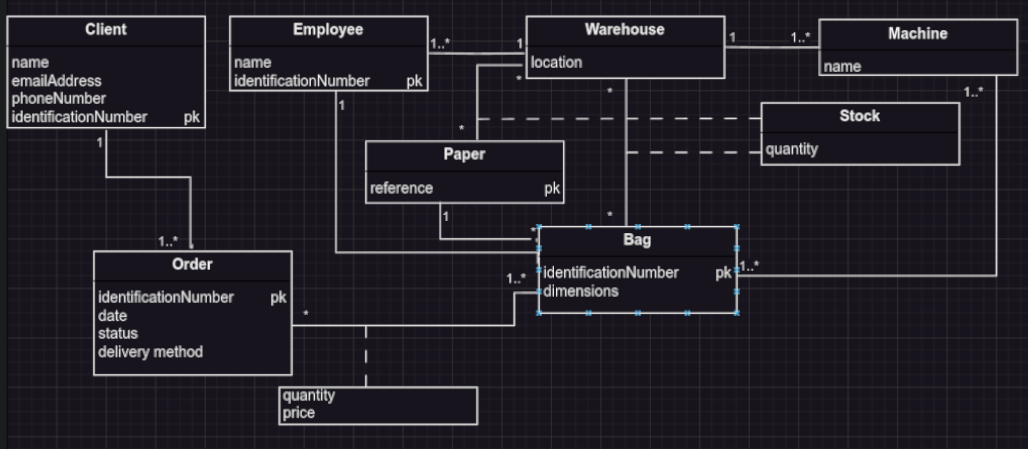 Client
name
emailAddress
phoneNumber
identificationNumber pk
Employee
name
identificationNumber pk
Warehouse
location
Machine
name
1..*
1
1
1..*
1
*
*
1..*
Stock
quantity
1
*
Paper
reference pk
1
*
*
Bag
identificationNumber pk
dimensions
1..*
1..*
1..*
Order
identificationNumber pk
date
status
delivery method
*
quantity
price